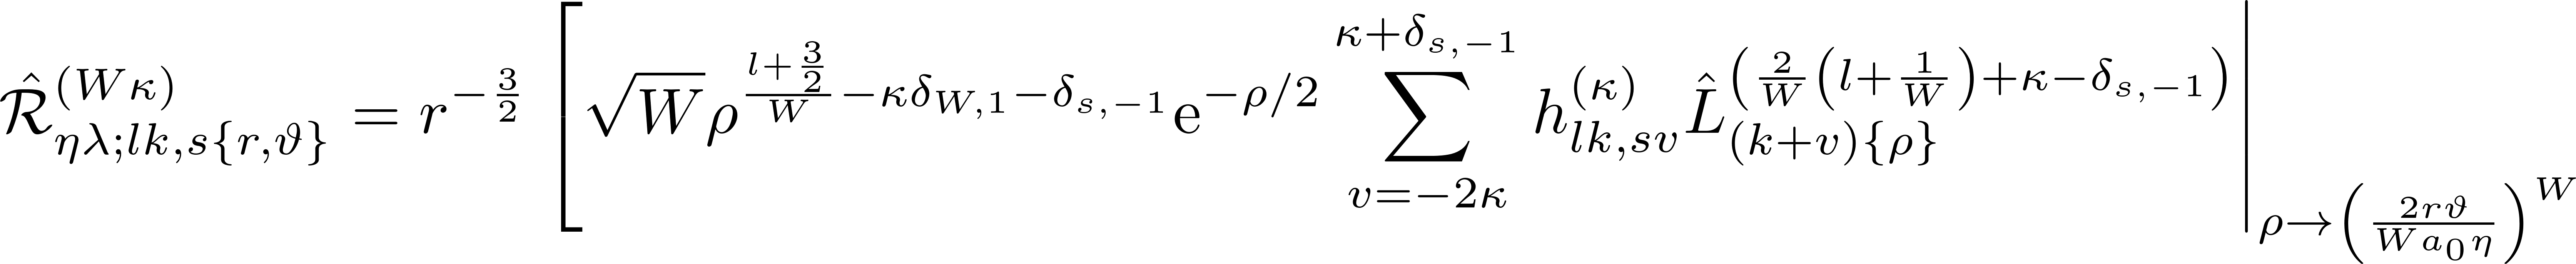 $\hat{\mathcal{R}}^{(W\kappa)}_{\eta\lambda;lk,s\{r,\vartheta\}} = r^{-\frac{3}{2}} \left[ \sqrt{W} \rho^{\frac{l+\frac{3}{2}}{W}-\kappa\delta_{W,1}-\delta_{s,-1}} \mathrm{e}^{-\rho/2} \sum_{v=-2\kappa}^{\kappa+\delta_{s,-1}} h^{(\kappa)}_{lk,sv} \hat{L}^{\left(\frac{2}{W}\left(l+\frac{1}{W}\right)+\kappa-\delta_{s,-1}\right)}_{(k+v)\{\rho\}} \right|_{\rho\to\left(\frac{2r\vartheta}{Wa_0\eta}\right)^W}$